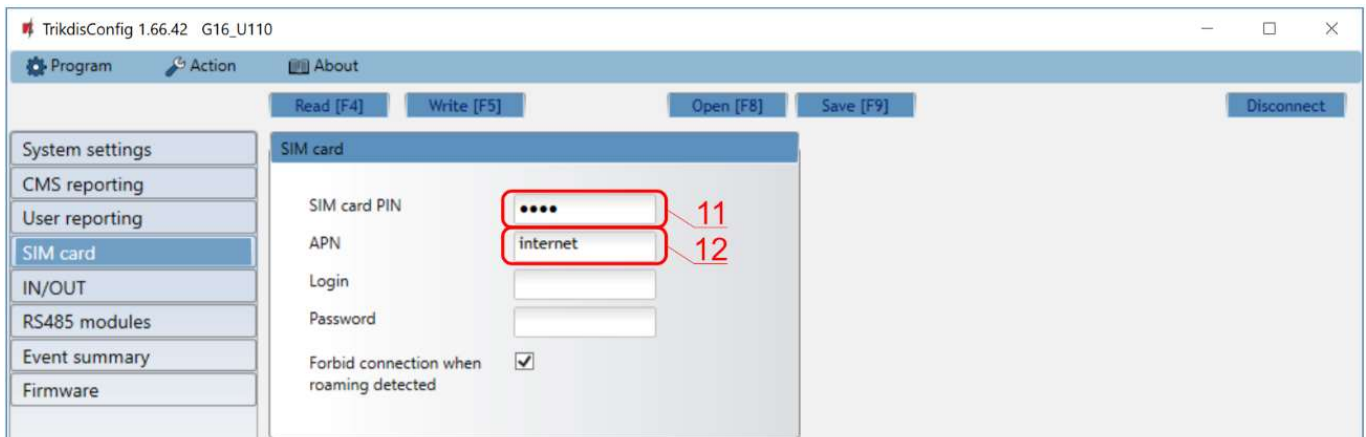 TrikdisConfig 1.66.42 G16_U110
Program Action About
Read [F4] Write [F5] Open [F8] Save [F9] Disconnect
System settings
CMS reporting
User reporting
SIM card
IN/OUT
RS485 modules
Event summary
Firmware
SIM card
SIM card PIN •••• 11
APN internet 12
Login
Password
Forbid connection when
roaming detected